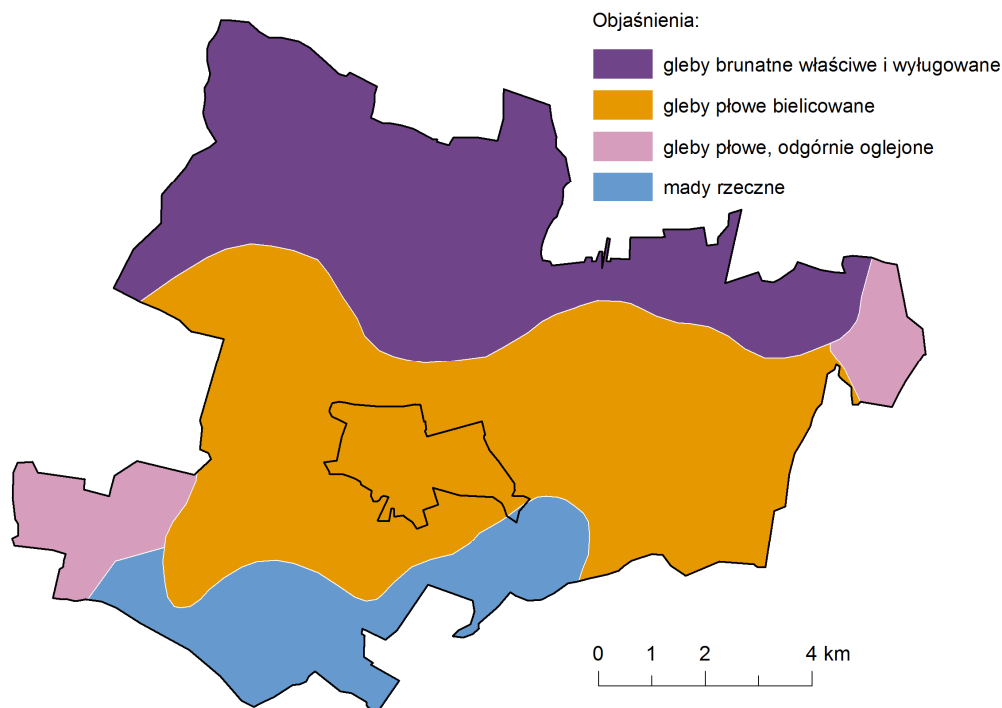 Objaśnienia:
gleby brunatne właściwe i wyługowane
gleby płowe bielicowane
gleby płowe, odgórnie oglejone
mady rzeczne
0 1 2 4 km